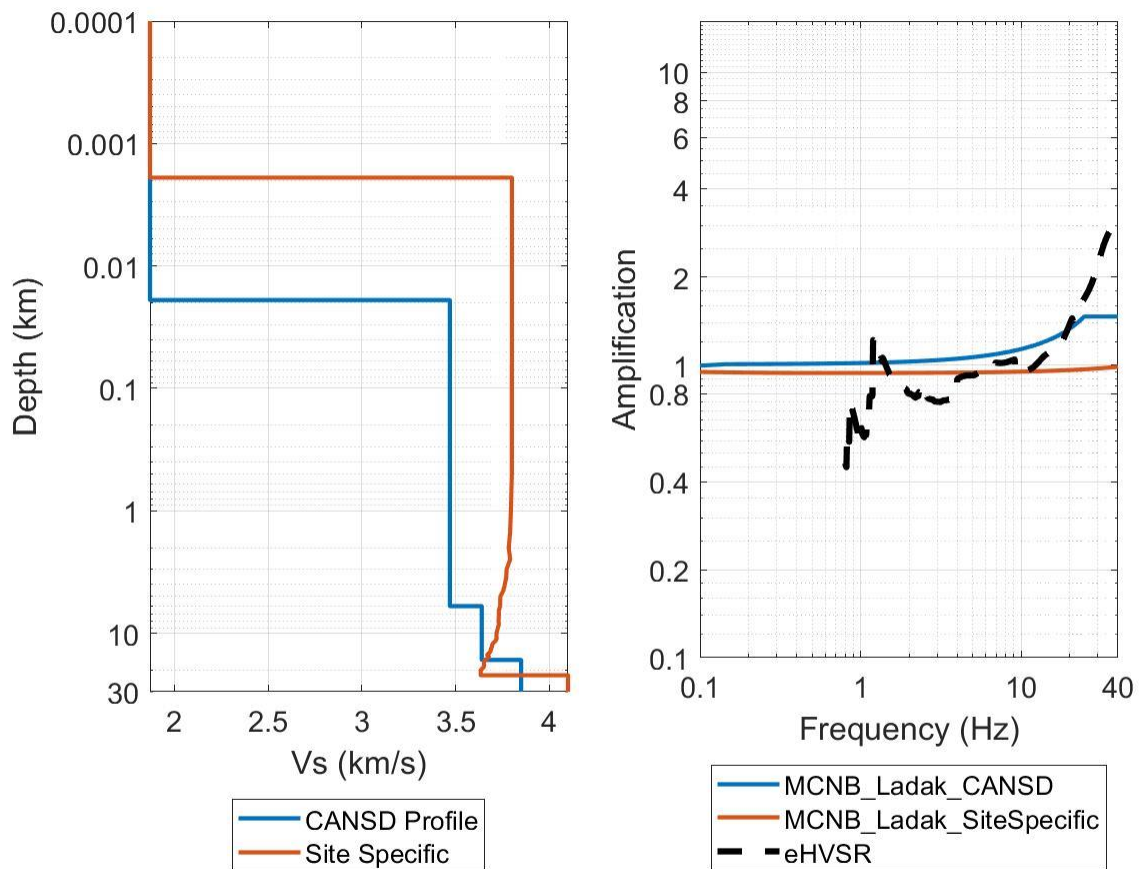 0.0001
0.001
0.01
0.1
1
10
30
Depth (km)
2
2.5
3
3.5
4
Vs (km/s)
CANSD Profile
Site Specific
10
8
6
4
2
1
0.8
0.4
0.2
0.1
Amplification
0.1
1
10
40
Frequency (Hz)
MCNB_Ladak_CANSD
MCNB_Ladak_SiteSpecific
eHVSR